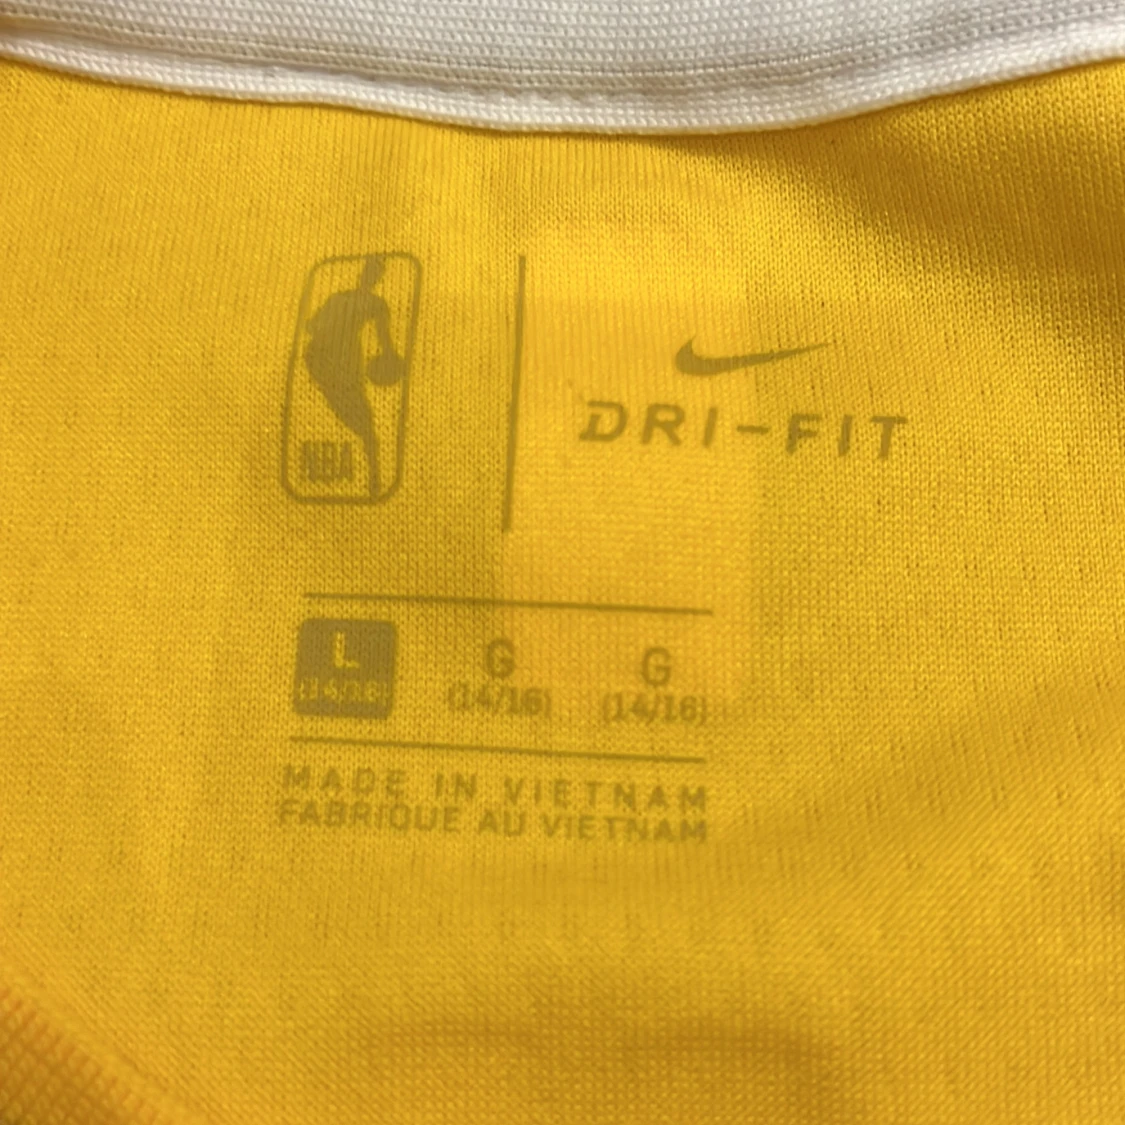 NBA
DRI-FIT
L G G
(14/16) (14/16) (14/16)
MADE IN VIETNAM
FABRIQUE AU VIETNAM